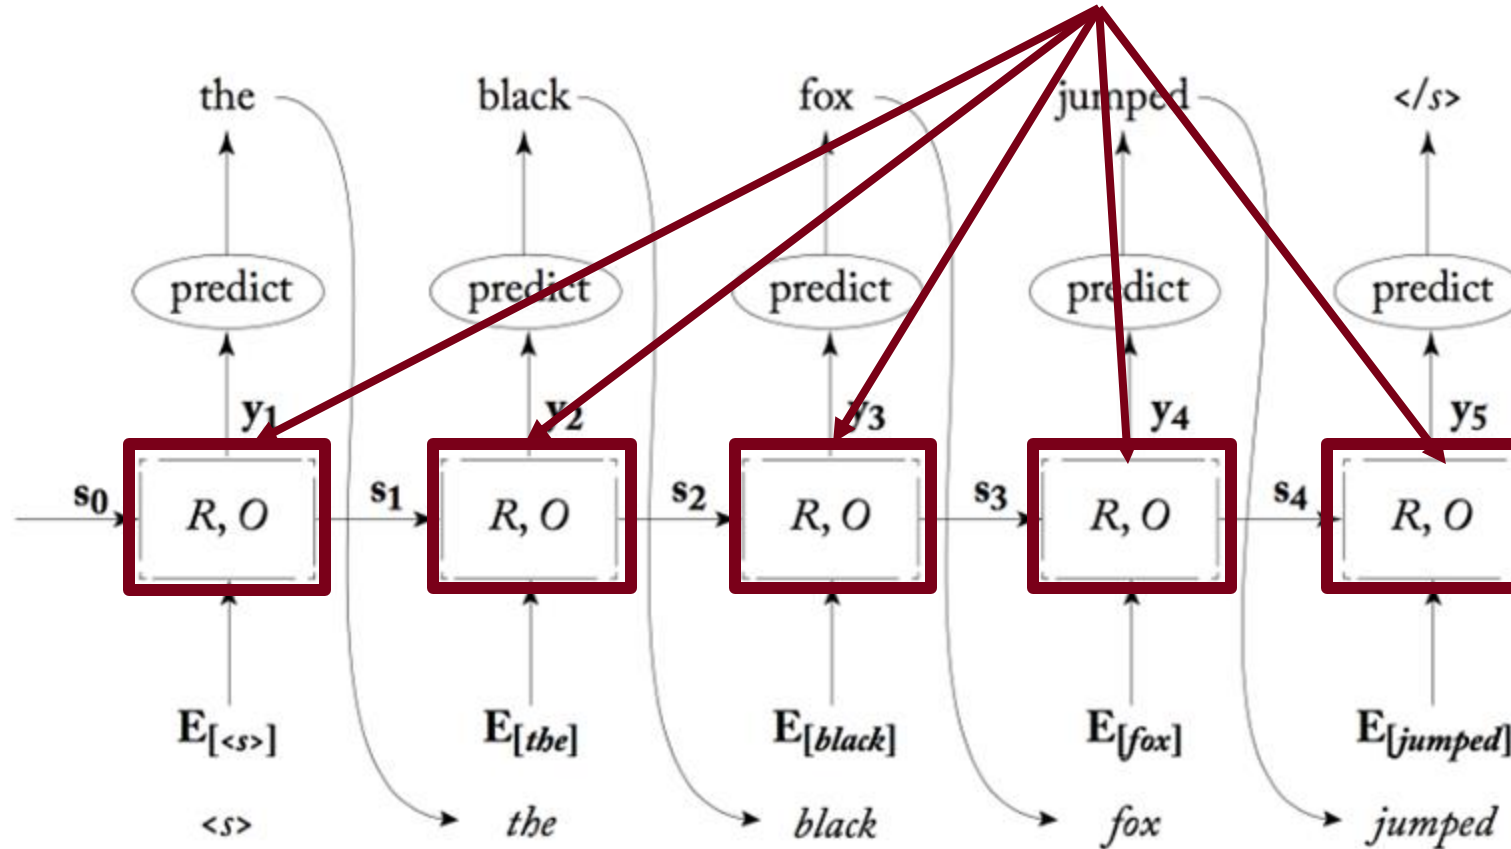 the black fox jumped </s>
predict predict predict predict predict
y1 y2 y3 y4 y5
s0 R, O s1 R, O s2 R, O s3 R, O s4 R, O
E[<s>] E[the] E[black] E[fox] E[jumped]
<s> the black fox jumped